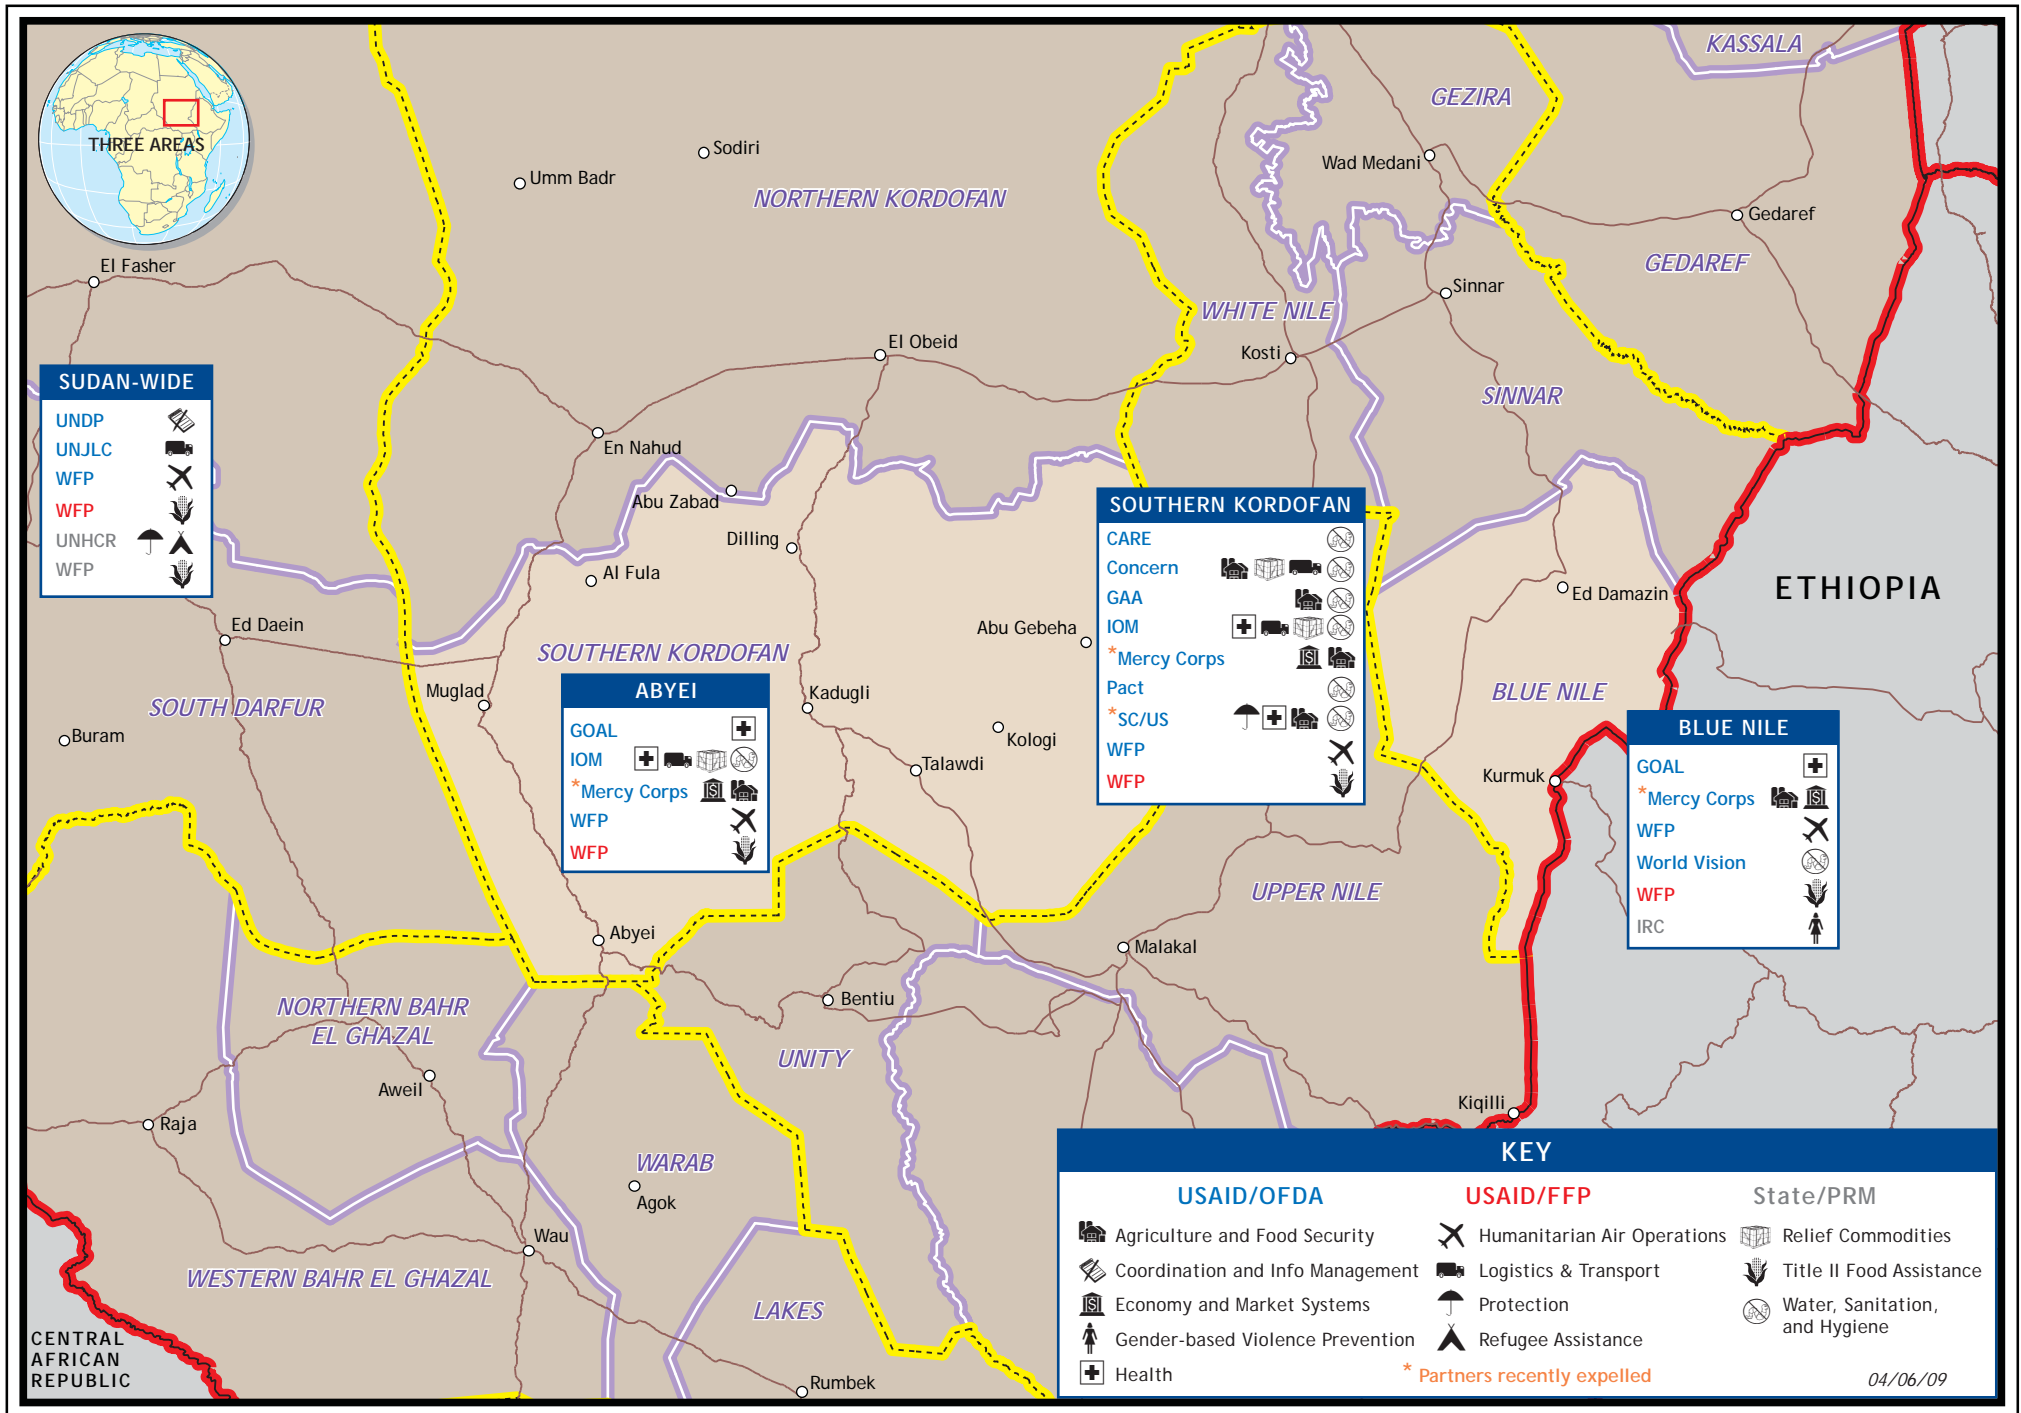 KASSALA
GEZIRA
THREE AREAS
Sodiri
Umm Badr
Wad Medani
NORTHERN KORDOFAN
Gedaref
El Fasher
GEDAREF
Sinnar
WHITE NILE
El Obeid
Kosti
SINNAR
En Nahud
Abu Zabad
Dilling
Al Fula
ETHIOPIA
Ed Damazin
Ed Daein
Abu Gebeha
SOUTHERN KORDOFAN
Muglad
Kadugli
BLUE NILE
SOUTH DARFUR
Buram
Kologi
Talawdi
Kurmuk
UPPER NILE
Abyei
Malakal
Bentiu
NORTHERN BAHR
EL GHAZAL
UNITY
Aweil
Kiqilli
Raja
WARAB
Agok
Wau
WESTERN BAHR EL GHAZAL
LAKES
CENTRAL
AFRICAN
REPUBLIC
Rumbek
SUDAN-WIDE
UNDP
UNJLC
WFP
WFP
UNHCR
WFP
SOUTHERN KORDOFAN
CARE
Concern
GAA
IOM
*Mercy Corps
Pact
*SC/US
WFP
WFP
ABYEI
GOAL
IOM
*Mercy Corps
WFP
WFP
BLUE NILE
GOAL
*Mercy Corps
WFP
World Vision
WFP
IRC
KEY
USAID/OFDA
USAID/FFP
State/PRM
Agriculture and Food Security
Coordination and Info Management
Economy and Market Systems
Gender-based Violence Prevention
Health
Humanitarian Air Operations
Logistics & Transport
Protection
Refugee Assistance
* Partners recently expelled
Relief Commodities
Title II Food Assistance
Water, Sanitation,
and Hygiene
04/06/09